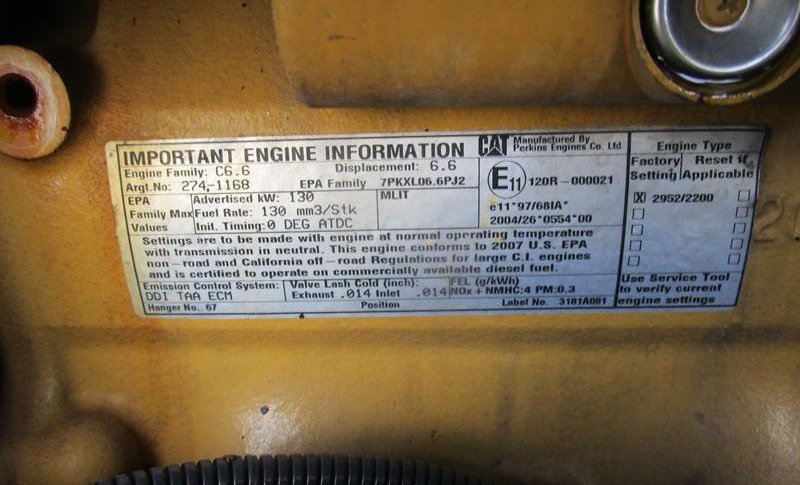 IMPORTANT ENGINE INFORMATION
CAT Manufactured By
Perkins Engines Co. Ltd
Engine Family: C6.6 Displacement: 6.6
Argt.No: 274,-1168 EPA Family 7PKXL06.6PJ2
EPA Advertised kW: 130 MLIT
Family Max Fuel Rate: 130 mm3/Stk
Values Init. Timing: 0 DEG ATDC
E11 120R-000021
e11*97/68IA*
2004/26*0554*00
Settings are to be made with engine at normal operating temperature
with transmission in neutral. This engine conforms to 2007 U.S. EPA
non-road and California off-road Regulations for large C.I. engines
and is certified to operate on commercially available diesel fuel.
Emission Control System: Valve Lash Cold (inch): FEL (g/kWh)
DDI TAA ECM Exhaust .014 Inlet .014 NOx + NMHC:4 PM:0.3
Hanger No. 67 Position Label No. 3181A081
Engine Type
Factory Reset if
Setting Applicable
X 2952/2200
Use Service Tool
to verify current
engine settings